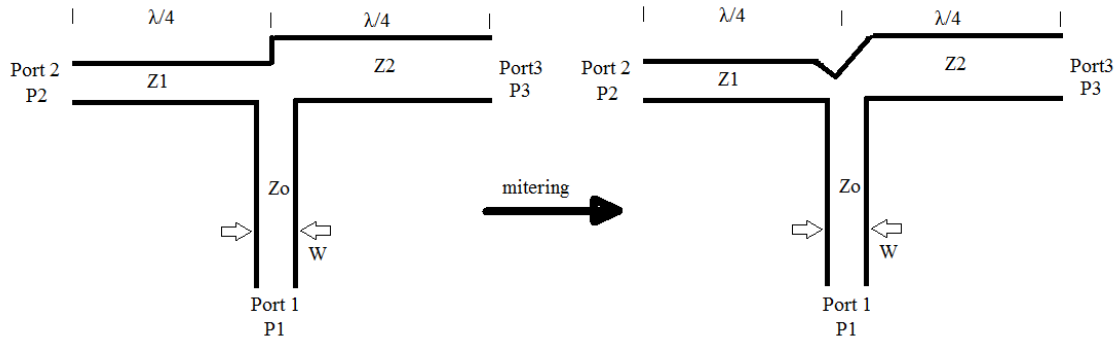 λ/4 λ/4
Port 2
P2
Z1
Z2
Port3
P3
Zo
W
Port 1
P1
mitering
λ/4 λ/4
Port 2
P2
Z1
Z2
Port3
P3
Zo
W
Port 1
P1